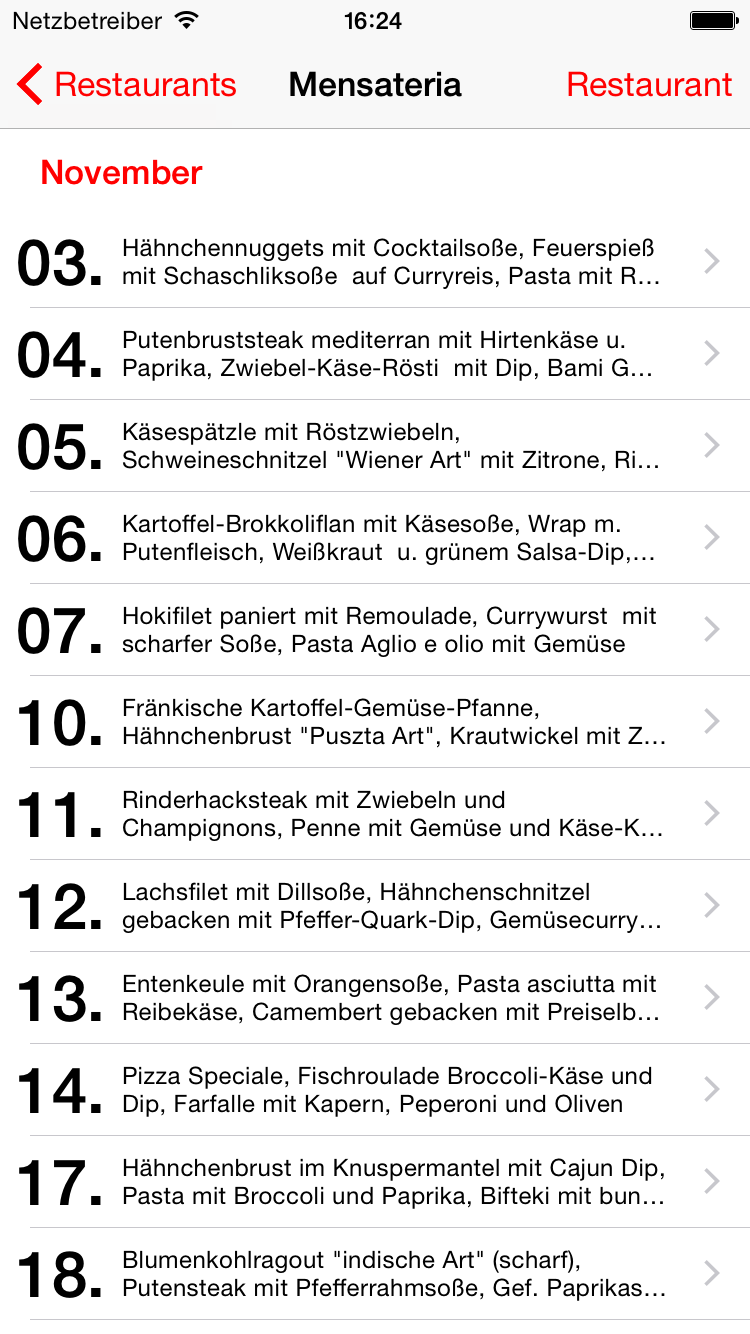 Netzbetreiber 16:24
Restaurants Mensateria Restaurant
November
03. Hähnchennuggets mit Cocktailsoße, Feuerspieß
mit Schaschliksoße  auf Curryreis, Pasta mit R…
04. Putenbruststeak mediterran mit Hirtenkäse u.
Paprika, Zwiebel-Käse-Rösti  mit Dip, Bami G…
05. Käsespätzle mit Röstzwiebeln,
Schweineschnitzel "Wiener Art" mit Zitrone, Ri…
06. Kartoffel-Brokkoliflan mit Käsesoße, Wrap m.
Putenfleisch, Weißkraut  u. grünem Salsa-Dip,…
07. Hokifilet paniert mit Remoulade, Currywurst  mit
scharfer Soße, Pasta Aglio e olio mit Gemüse
10. Fränkische Kartoffel-Gemüse-Pfanne,
Hähnchenbrust "Puszta Art", Krautwickel mit Z…
11. Rinderhacksteak mit Zwiebeln und
Champignons, Penne mit Gemüse und Käse-K…
12. Lachsfilet mit Dillsoße, Hähnchenschnitzel
gebacken mit Pfeffer-Quark-Dip, Gemüsecurry…
13. Entenkeule mit Orangensoße, Pasta asciutta mit
Reibekäse, Camembert gebacken mit Preiselb…
14. Pizza Speciale, Fischroulade Broccoli-Käse und
Dip, Farfalle mit Kapern, Peperoni und Oliven
17. Hähnchenbrust im Knuspermantel mit Cajun Dip,
Pasta mit Broccoli und Paprika, Bifteki mit bun…
18. Blumenkohlragout "indische Art" (scharf),
Putensteak mit Pfefferrahmsoße, Gef. Paprikas…